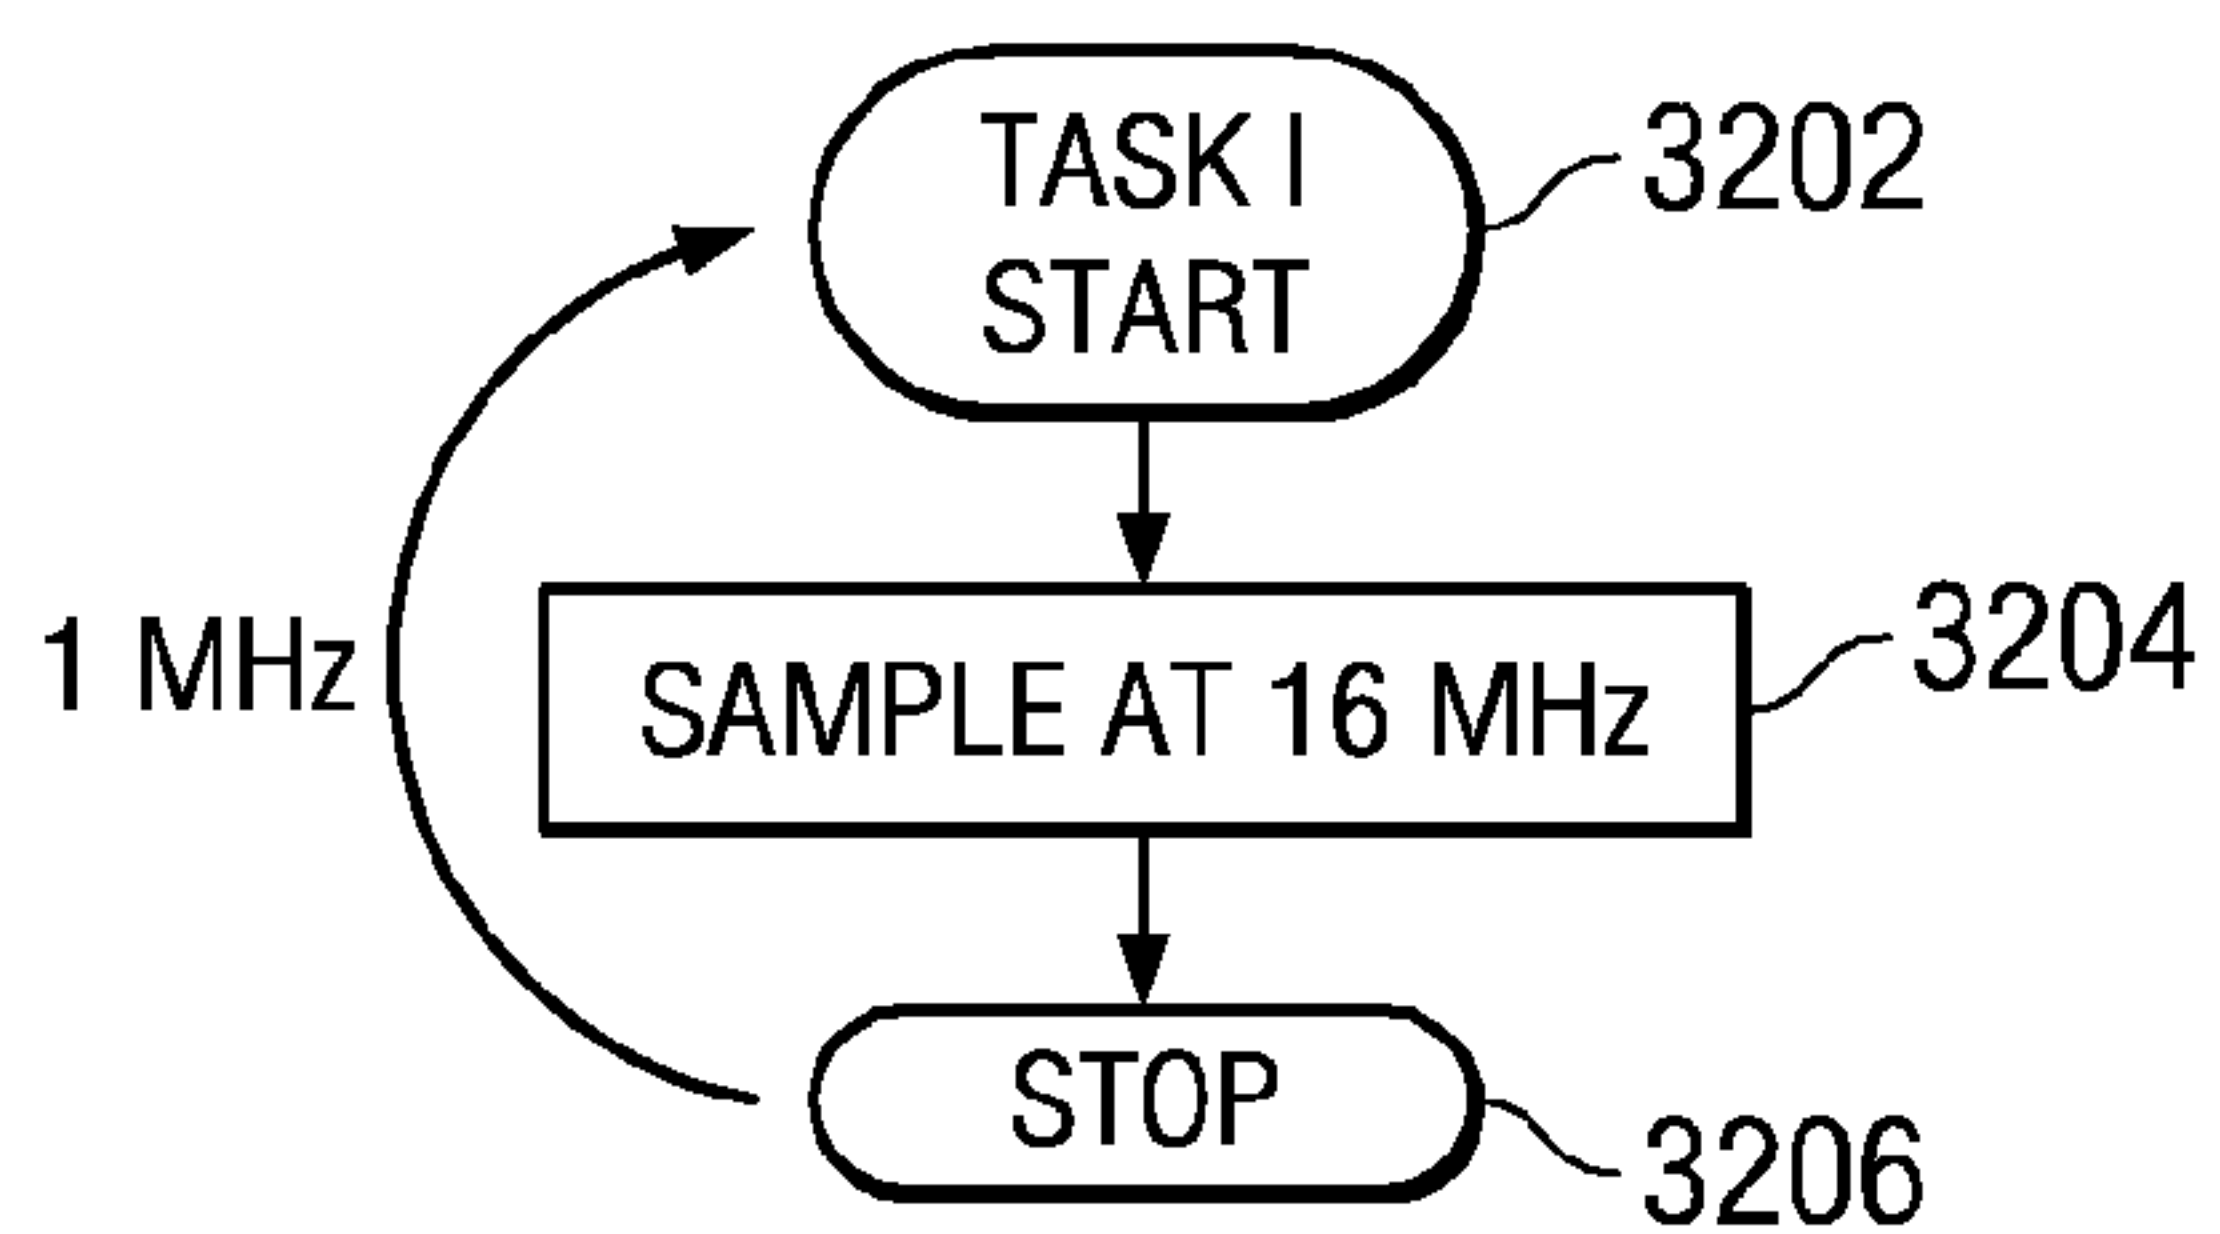 TASK I
START
3202
1 MHz
SAMPLE AT 16 MHz
3204
STOP
3206